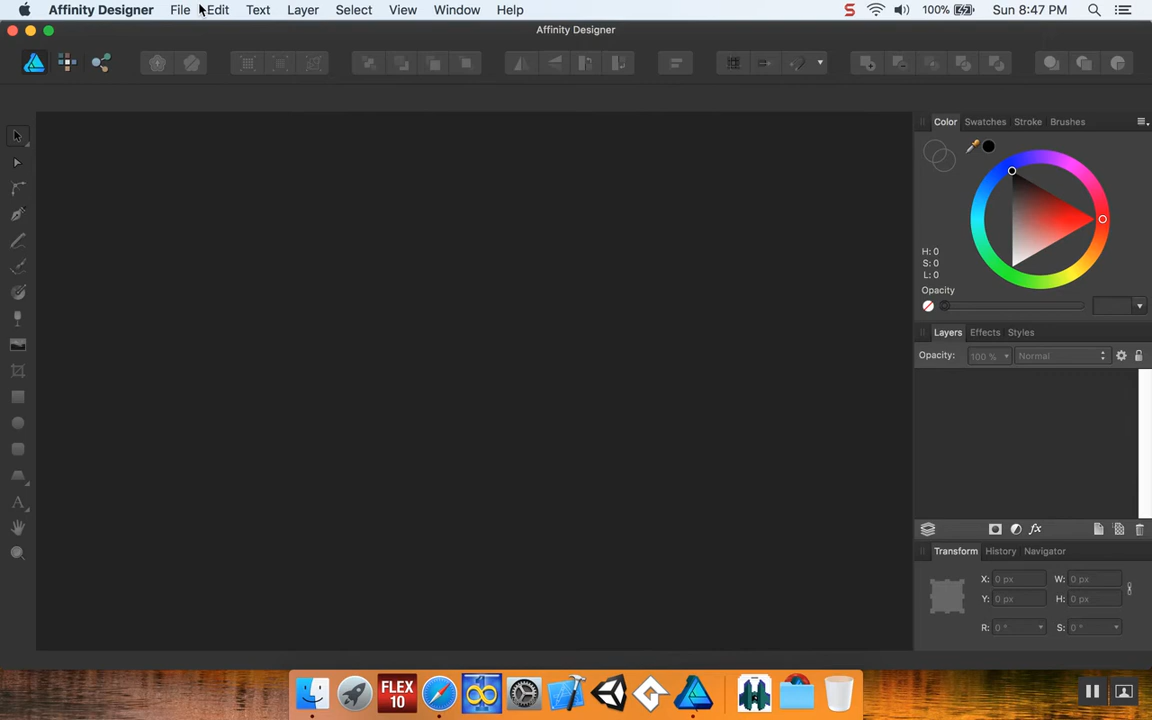 Affinity Designer File Edit Text Layer Select View Window Help S 100% Sun 8:47 PM
Affinity Designer
Color Swatches Stroke Brushes
H: 0
S: 0
L: 0
Opacity
Layers Effects Styles
Opacity: 100 % Normal
fx
Transform History Navigator
X: 0 px W: 0 px
Y: 0 px H: 0 px
R: 0 ° S: 0 °
A
FLEX
10